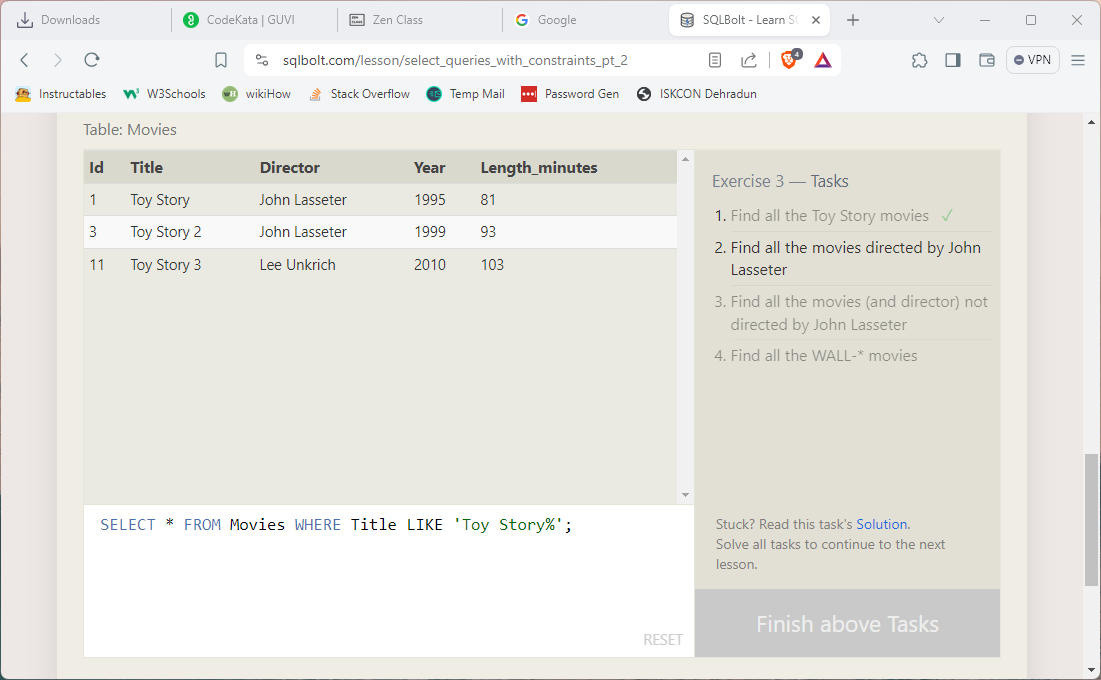 Downloads
CodeKata | GUVI
Zen Class
Google
SQLBolt - Learn S
sqlbolt.com/lesson/select_queries_with_constraints_pt_2
4
VPN
Instructables
W3Schools
wikiHow
Stack Overflow
Temp Mail
Password Gen
ISKCON Dehradun
Table: Movies
Id Title Director Year Length_minutes
1 Toy Story John Lasseter 1995 81
3 Toy Story 2 John Lasseter 1999 93
11 Toy Story 3 Lee Unkrich 2010 103
SELECT * FROM Movies WHERE Title LIKE 'Toy Story%';
RESET
Exercise 3 — Tasks
1. Find all the Toy Story movies ✓
2. Find all the movies directed by John
Lasseter
3. Find all the movies (and director) not
directed by John Lasseter
4. Find all the WALL-* movies
Stuck? Read this task's Solution.
Solve all tasks to continue to the next
lesson.
Finish above Tasks